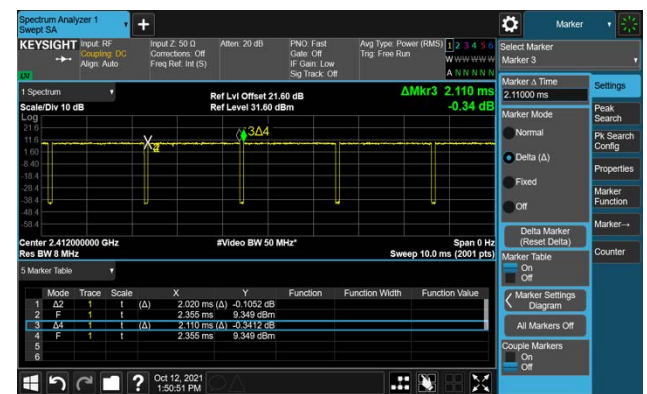 Spectrum Analyzer 1
Swept SA
+
Marker
KEYSIGHT
Input: RF
Coupling: DC
Align: Auto
Input Z: 50 Ω
Corrections: Off
Freq Ref: Int (S)
Atten: 20 dB
PNO: Fast
Gate: Off
IF Gain: Low
Sig Track: Off
Avg Type: Power (RMS)
Trig: Free Run
1 2 3 4 5 6
W W W W W W
A N N N N N
LXI
Select Marker
Marker 3
1 Spectrum
Scale/Div 10 dB
Ref Lvl Offset 21.60 dB
Ref Level 31.60 dBm
ΔMkr3 2.110 ms
-0.34 dB
Log
21.6
11.6
1.60
-8.40
-18.4
-28.4
-38.4
-48.4
-58.4
3Δ4
Center 2.412000000 GHz
Res BW 8 MHz
#Video BW 50 MHz*
Span 0 Hz
Sweep 10.0 ms (2001 pts)
5 Marker Table
Mode Trace Scale X Y Function Function Width Function Value
1 Δ2 1 t (Δ) 2.020 ms (Δ) -0.1052 dB
2 F 1 t 2.355 ms 9.349 dBm
3 Δ4 1 t (Δ) 2.110 ms (Δ) -0.3412 dB
4 F 1 t 2.355 ms 9.349 dBm
5
6
Marker Δ Time
2.11000 ms
Marker Mode
Normal
Delta (Δ)
Fixed
Off
Delta Marker
(Reset Delta)
Marker Table
On
Off
Marker Settings
Diagram
All Markers Off
Couple Markers
On
Off
Settings
Peak
Search
Pk Search
Config
Properties
Marker
Function
Marker→
Counter
?
Oct 12, 2021
1:50:51 PM